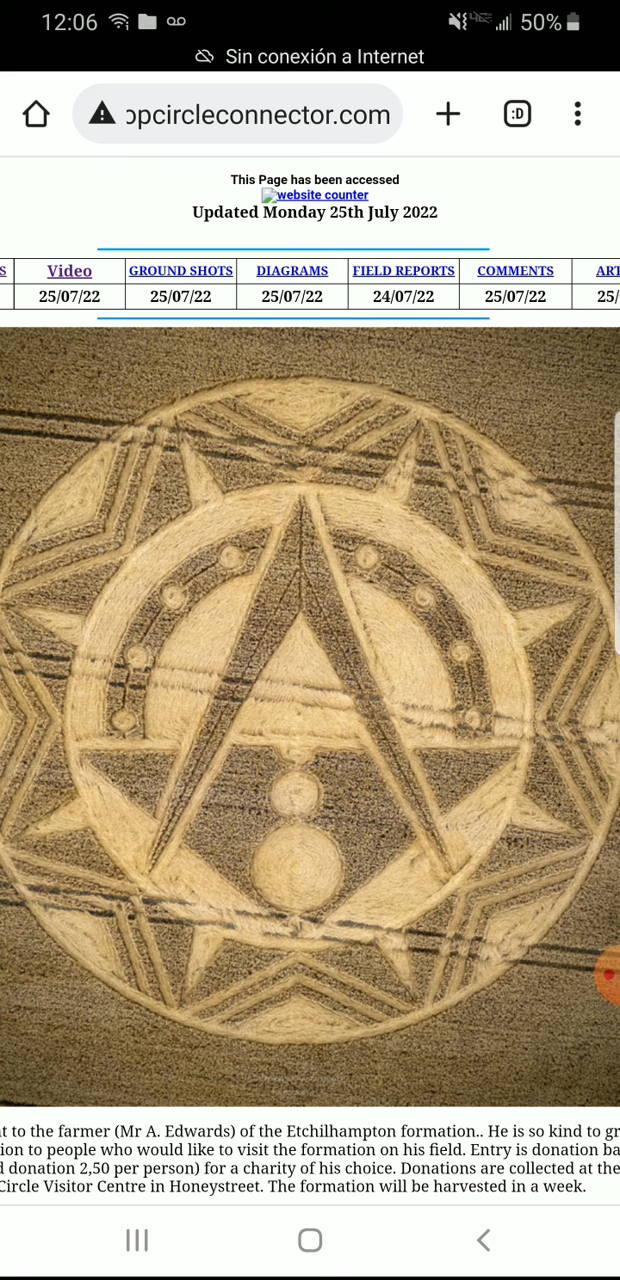 12:06 50%
Sin conexión a Internet
opcircleconnector.com :D
This Page has been accessed
website counter
Updated Monday 25th July 2022
S Video GROUND SHOTS DIAGRAMS FIELD REPORTS COMMENTS ART
25/07/22 25/07/22 25/07/22 24/07/22 25/07/22 25/
t to the farmer (Mr A. Edwards) of the Etchilhampton formation.. He is so kind to gr
ion to people who would like to visit the formation on his field. Entry is donation ba
d donation 2,50 per person) for a charity of his choice. Donations are collected at the
Circle Visitor Centre in Honeystreet. The formation will be harvested in a week.